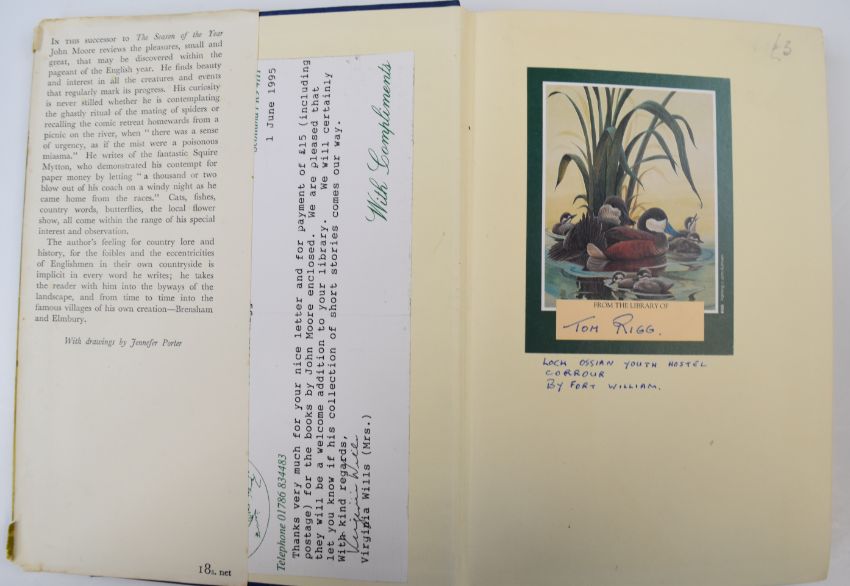 IN THIS successor to The Season of the Year
John Moore reviews the pleasures, small and
great, that may be discovered within the
pageant of the English year. He finds beauty
and interest in all the creatures and events
that regularly mark its progress. His curiosity
is never stilled whether he is contemplating
the ghastly ritual of the mating of spiders or
recalling the comic retreat homewards from a
picnic on the river, when "there was a sense
of urgency, as if the mist were a poisonous
miasma." He writes of the fantastic Squire
Mytton, who demonstrated his contempt for
paper money by letting "a thousand or two
blow out of his coach on a windy night as he
came home from the races." Cats, fishes,
country words, butterflies, the local flower
show, all come within the range of his special
interest and observation.
The author's feeling for country lore and
history, for the foibles and the eccentricities
of Englishmen in their own countryside is
implicit in every word he writes; he takes
the reader with him into the byways of the
landscape, and from time to time into the
famous villages of his own creation—Brensham
and Elmbury.
With drawings by Jennefer Porter
18s. net
Telephone 01786 834483
With Compliments
1 June 1995
Thanks very much for your nice letter and for payment of £15 (including
postage) for the books by John Moore enclosed. We are pleased that
they will be a welcome addition to your library. We will certainly
let you know if his collection of short stories comes our way.
With kind regards,
Virginia Wills
Virginia Wills (Mrs.)
£3
FROM THE LIBRARY OF
TOM RIGG.
LOCH OSSIAN YOUTH HOSTEL
CORROUR
BY FORT WILLIAM.